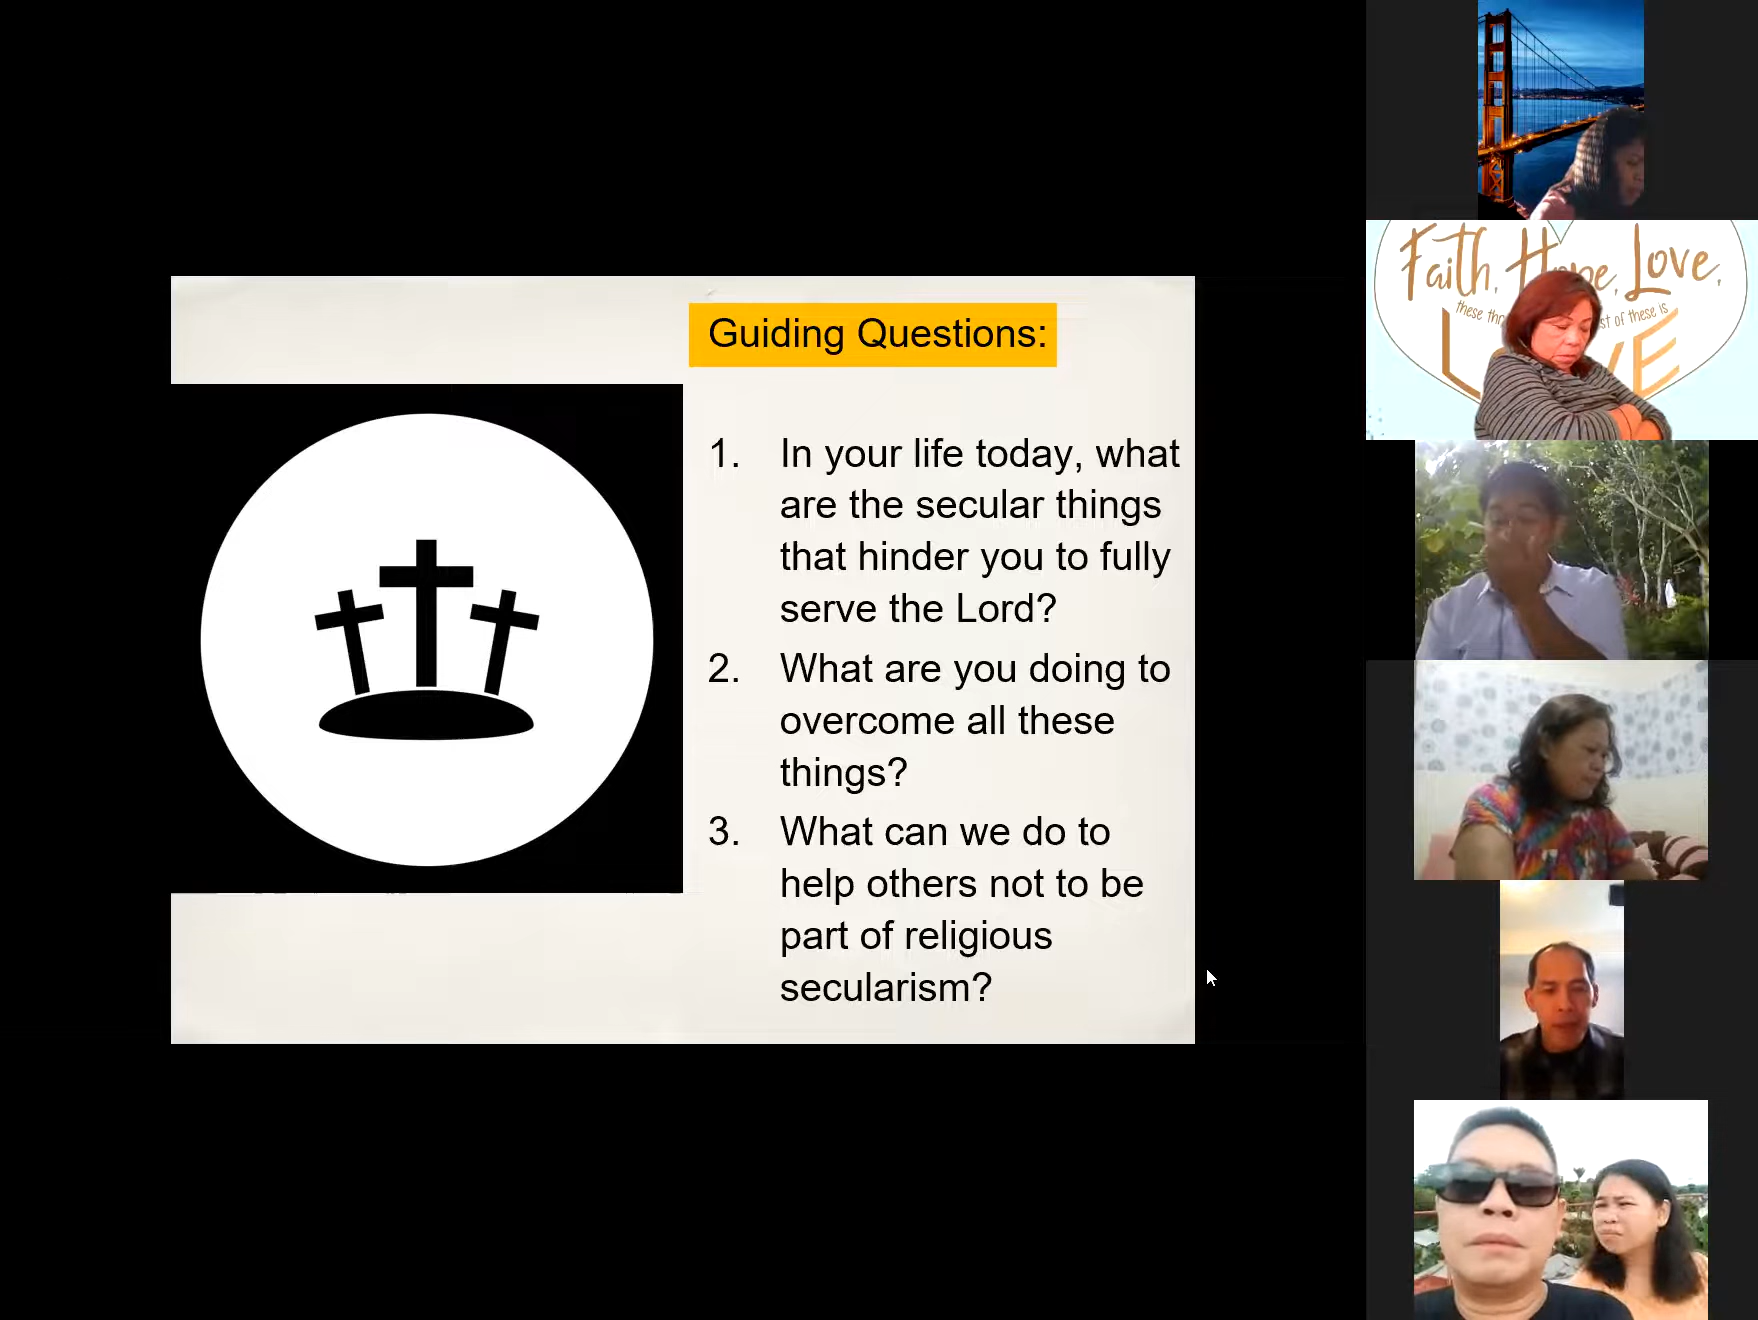 Guiding Questions:
1. In your life today, what
are the secular things
that hinder you to fully
serve the Lord?
2. What are you doing to
overcome all these
things?
3. What can we do to
help others not to be
part of religious
secularism?
Faith, Hope, Love,
these st of these is
L VE